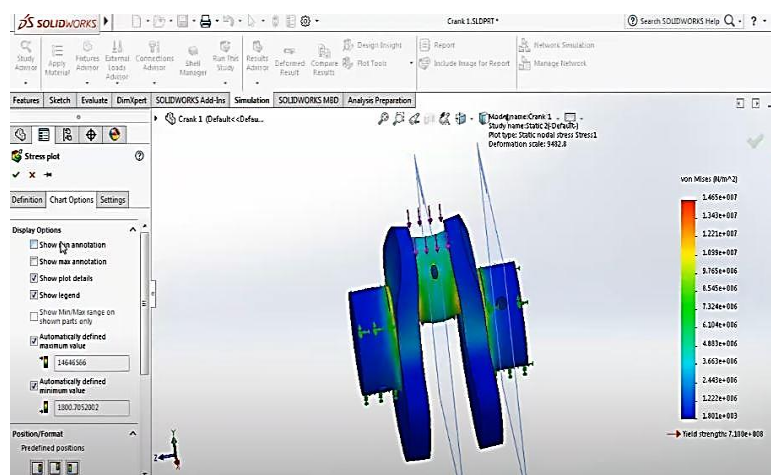 SOLIDWORKS
Crank 1.SLDPRT *
Search SOLIDWORKS Help
Study Advisor
Apply Material
Fixtures Advisor
External Loads Advisor
Connections Advisor
Shell Manager
Run This Study
Results Advisor
Deformed Result
Compare Results
Design Insight
Plot Tools
Report
Include Image for Report
Network Simulation
Manage Network
Features
Sketch
Evaluate
DimXpert
SOLIDWORKS Add-Ins
Simulation
SOLIDWORKS MBD
Analysis Preparation
Crank 1 (Default<<Defau...
Model name:Crank 1
Study name:Static 2(-Default-)
Plot type: Static nodal stress Stress1
Deformation scale: 9482.8
Stress plot
Definition
Chart Options
Settings
Display Options
Show min annotation
Show max annotation
Show plot details
Show legend
Show Min/Max range on
shown parts only
Automatically defined
maximum value
14646566
Automatically defined
minimum value
1800.7052002
Position/Format
Predefined positions
von Mises (N/m^2)
1.465e+007
1.343e+007
1.221e+007
1.099e+007
9.765e+006
8.545e+006
7.324e+006
6.104e+006
4.883e+006
3.663e+006
2.443e+006
1.222e+006
1.801e+003
Yield strength: 7.100e+008
Z
Y